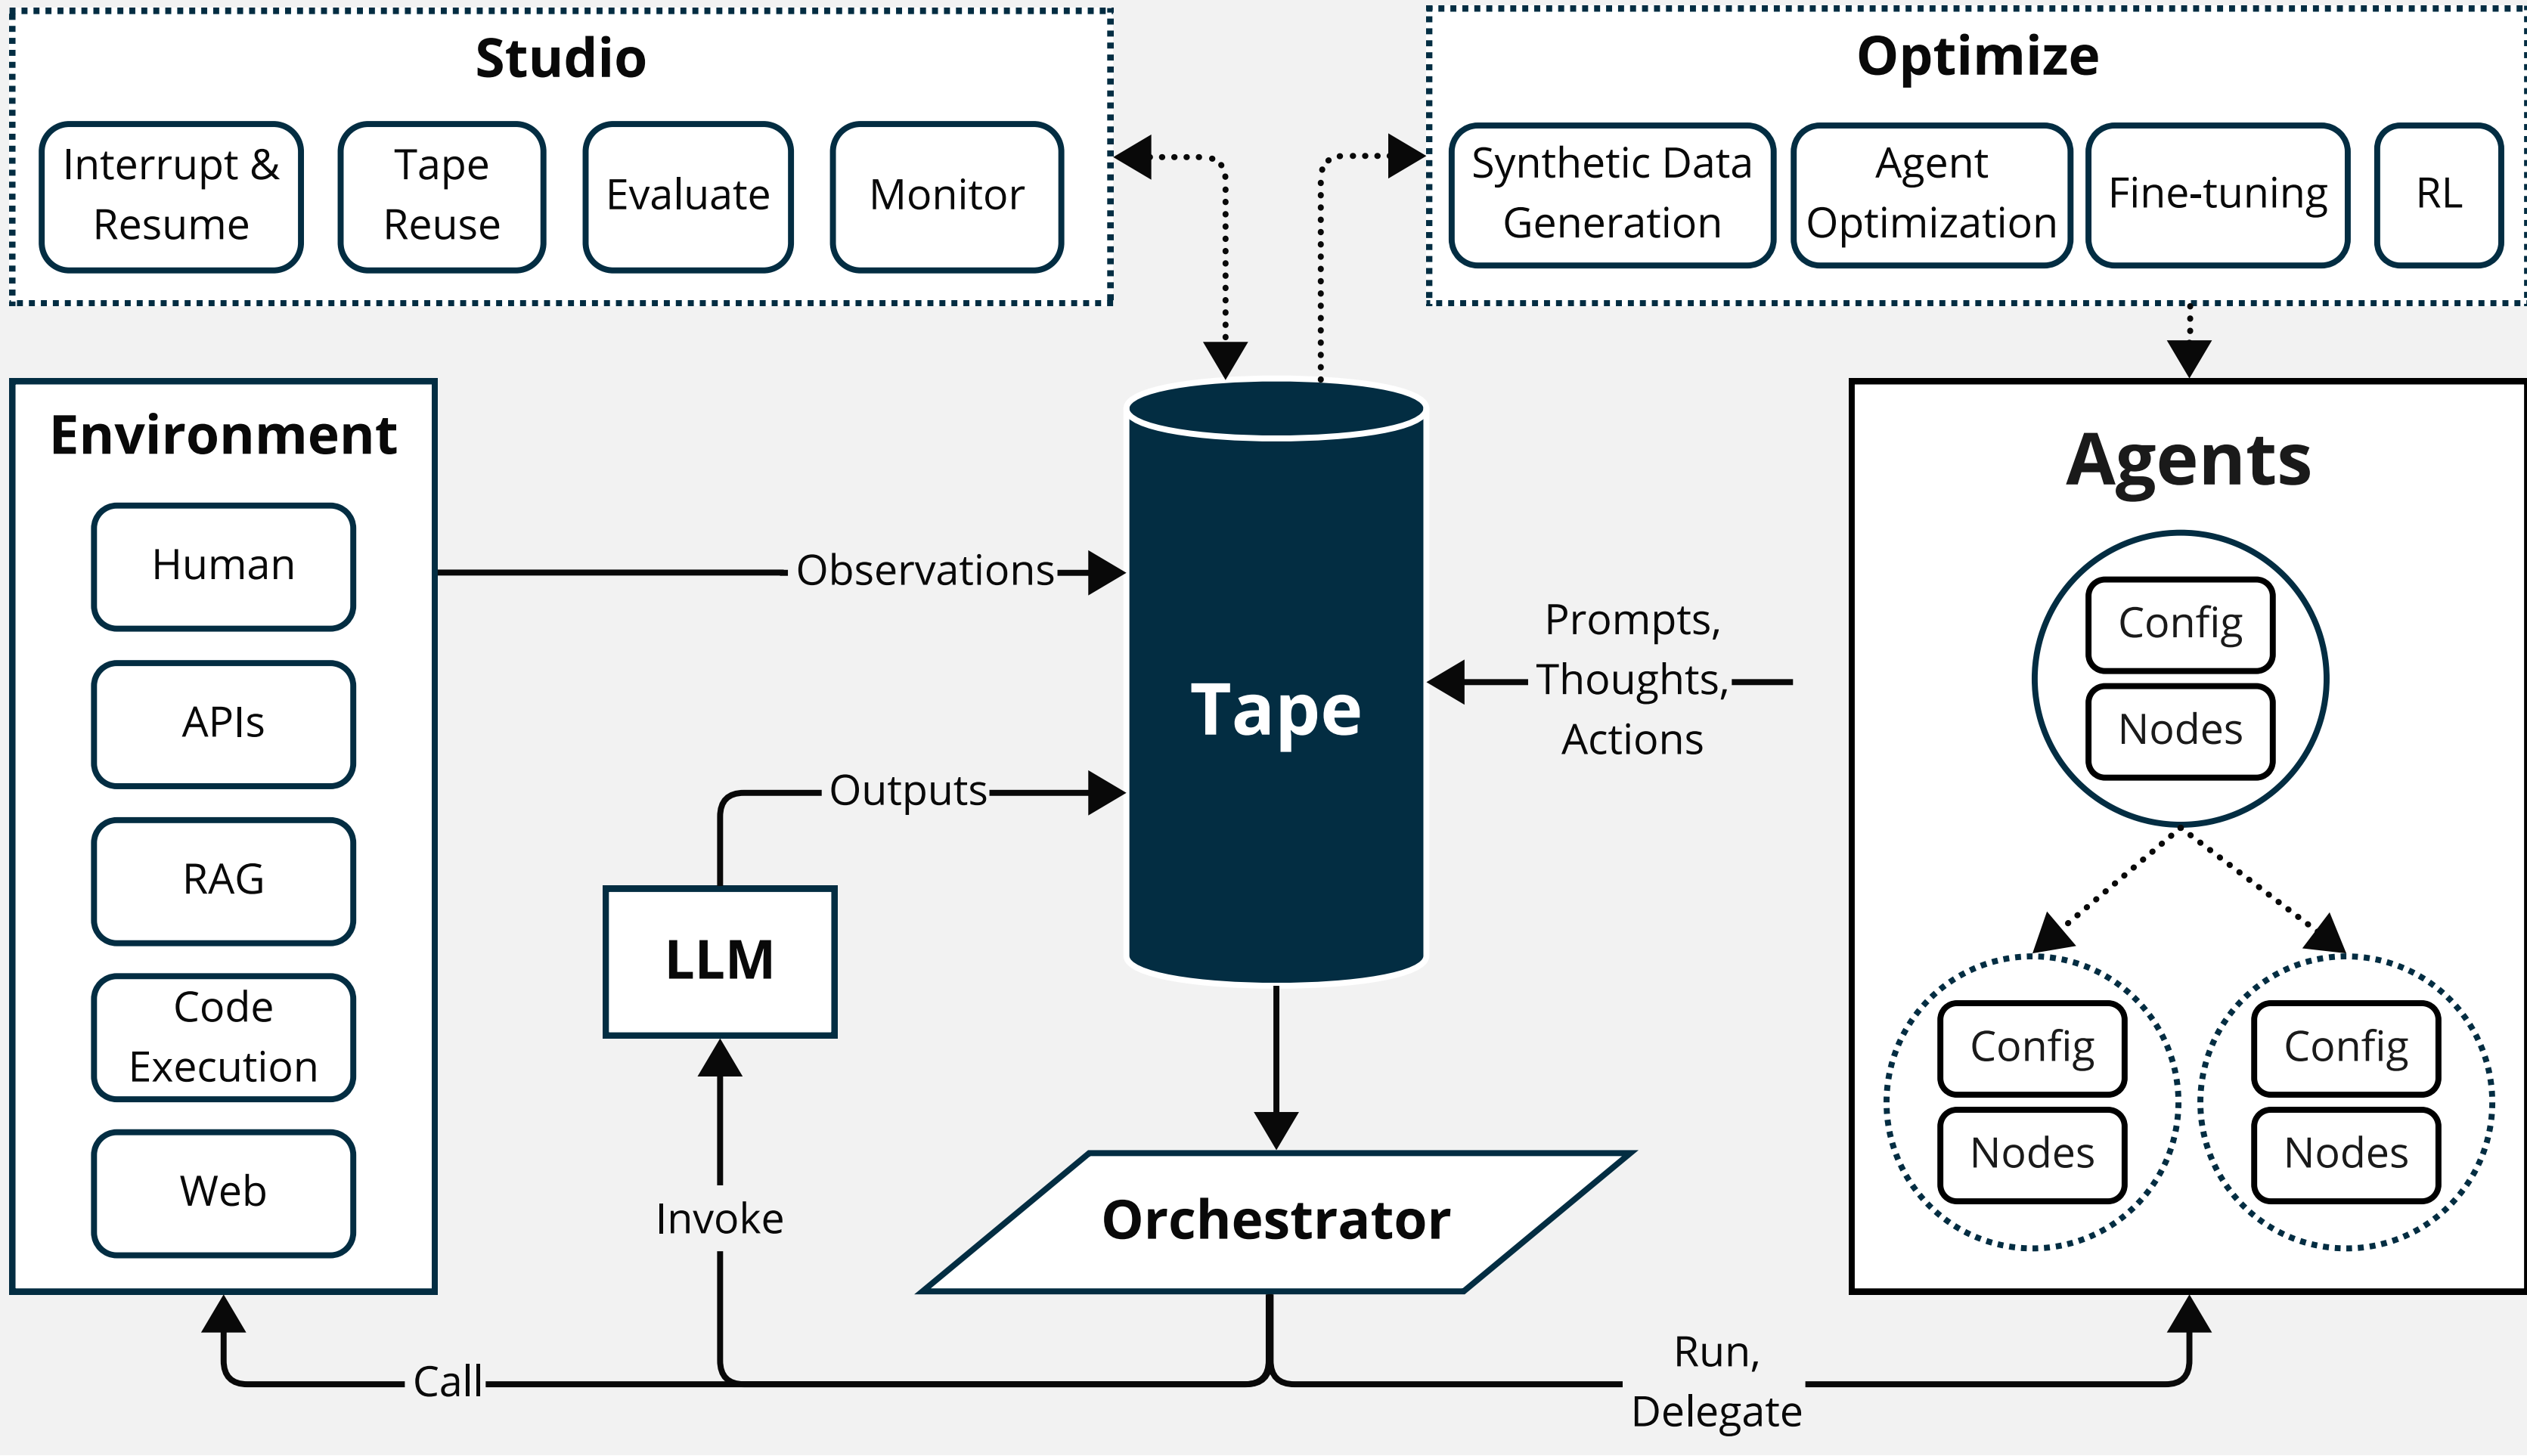 Studio
Interrupt &
Resume
Tape
Reuse
Evaluate
Monitor
Optimize
Synthetic Data
Generation
Agent
Optimization
Fine-tuning
RL
Environment
Human
APIs
RAG
Code
Execution
Web
Observations
Outputs
LLM
Invoke
Call
Tape
Prompts,
Thoughts,
Actions
Orchestrator
Run,
Delegate
Agents
Config
Nodes
Config
Nodes
Config
Nodes